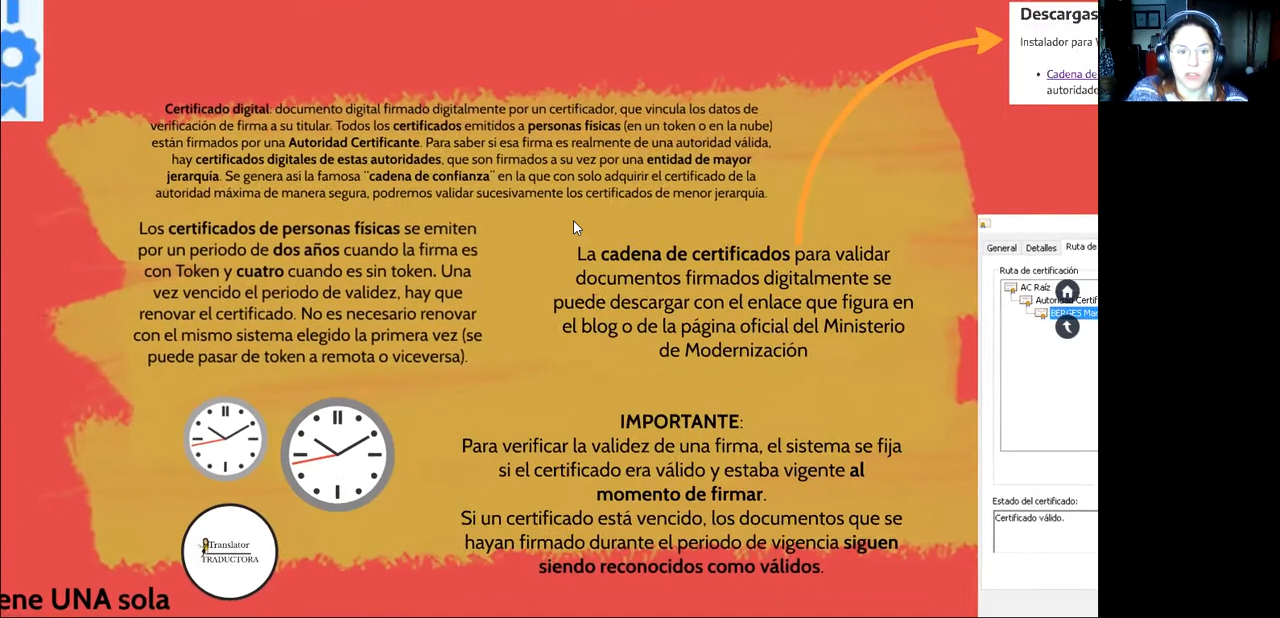 Descargas
Instalador para
Cadena de
autoridade
Certificado digital: documento digital firmado digitalmente por un certificador, que vincula los datos de
verificación de firma a su titular. Todos los certificados emitidos a personas físicas (en un token o en la nube)
están firmados por una Autoridad Certificante. Para saber si esa firma es realmente de una autoridad válida,
hay certificados digitales de estas autoridades, que son firmados a su vez por una entidad de mayor
jerarquía. Se genera así la famosa "cadena de confianza" en la que con solo adquirir el certificado de la
autoridad máxima de manera segura, podremos validar sucesivamente los certificados de menor jerarquía.
Los certificados de personas físicas se emiten
por un periodo de dos años cuando la firma es
con Token y cuatro cuando es sin token. Una
vez vencido el periodo de validez, hay que
renovar el certificado. No es necesario renovar
con el mismo sistema elegido la primera vez (se
puede pasar de token a remota o viceversa).
La cadena de certificados para validar
documentos firmados digitalmente se
puede descargar con el enlace que figura en
el blog o de la página oficial del Ministerio
de Modernización
IMPORTANTE:
Para verificar la validez de una firma, el sistema se fija
si el certificado era válido y estaba vigente al
momento de firmar.
Si un certificado está vencido, los documentos que se
hayan firmado durante el periodo de vigencia siguen
siendo reconocidos como válidos.
General Detalles Ruta de
Ruta de certificación
AC Raíz
Autoridad Certif
BERGES Mar
Estado del certificado:
Certificado válido.
Translator
TRADUCTORA
ene UNA sola